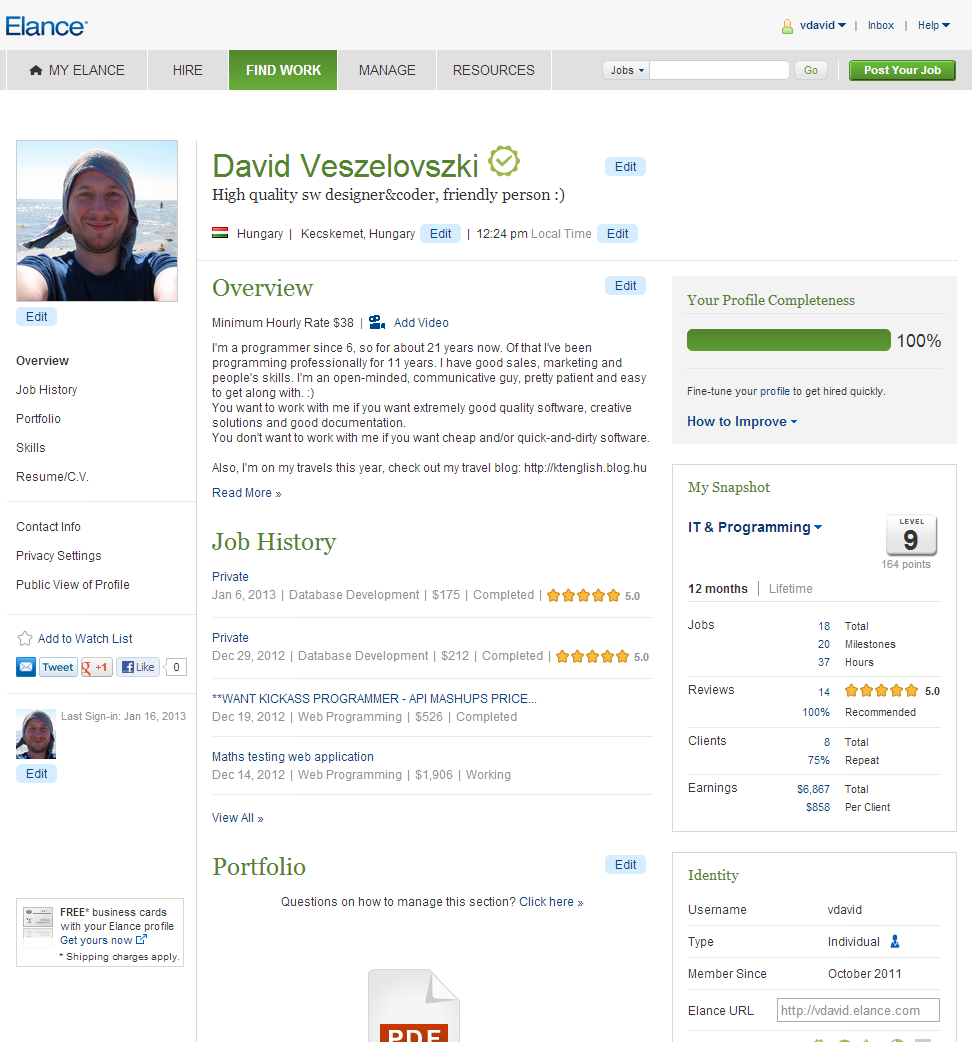 Elance
vdavid | Inbox | Help
MY ELANCE HIRE FIND WORK MANAGE RESOURCES Jobs Go Post Your Job
David Veszelovszki Edit
High quality sw designer&coder, friendly person :)
Hungary | Kecskemet, Hungary Edit | 12:24 pm Local Time Edit
Edit
Overview
Job History
Portfolio
Skills
Resume/C.V.
Contact Info
Privacy Settings
Public View of Profile
Add to Watch List
Tweet g +1 f Like 0
Last Sign-in: Jan 16, 2013
Edit
FREE* business cards
with your Elance profile
Get yours now
* Shipping charges apply.
Overview Edit
Minimum Hourly Rate $38 | Add Video
I'm a programmer since 6, so for about 21 years now. Of that I've been
programming professionally for 11 years. I have good sales, marketing and
people's skills. I'm an open-minded, communicative guy, pretty patient and easy
to get along with. :)
You want to work with me if you want extremely good quality software, creative
solutions and good documentation.
You don't want to work with me if you want cheap and/or quick-and-dirty software.
Also, I'm on my travels this year, check out my travel blog: http://ktenglish.blog.hu
Read More »
Job History
Private
Jan 6, 2013 | Database Development | $175 | Completed | 5.0
Private
Dec 29, 2012 | Database Development | $212 | Completed | 5.0
**WANT KICKASS PROGRAMMER - API MASHUPS PRICE...
Dec 19, 2012 | Web Programming | $526 | Completed
Maths testing web application
Dec 14, 2012 | Web Programming | $1,906 | Working
View All »
Portfolio Edit
Questions on how to manage this section? Click here »
PDF
Your Profile Completeness
100%
Fine-tune your profile to get hired quickly.
How to Improve
My Snapshot
IT & Programming
LEVEL
9
164 points
12 months | Lifetime
Jobs 18 Total
20 Milestones
37 Hours
Reviews 14 5.0
100% Recommended
Clients 8 Total
75% Repeat
Earnings $6,867 Total
$858 Per Client
Identity
Username vdavid
Type Individual
Member Since October 2011
Elance URL http://vdavid.elance.com